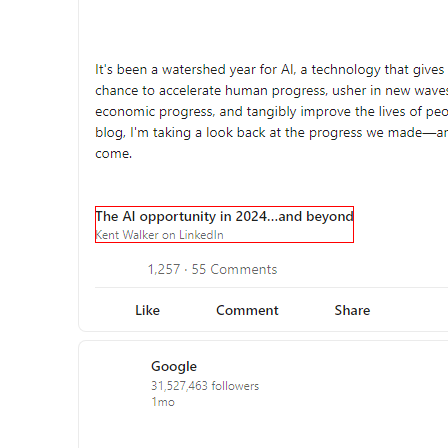 It's been a watershed year for AI, a technology that gives
chance to accelerate human progress, usher in new waves
economic progress, and tangibly improve the lives of peo
blog, I'm taking a look back at the progress we made—an
come.
The AI opportunity in 2024…and beyond
Kent Walker on LinkedIn
1,257 · 55 Comments
Like Comment Share
Google
31,527,463 followers
1mo